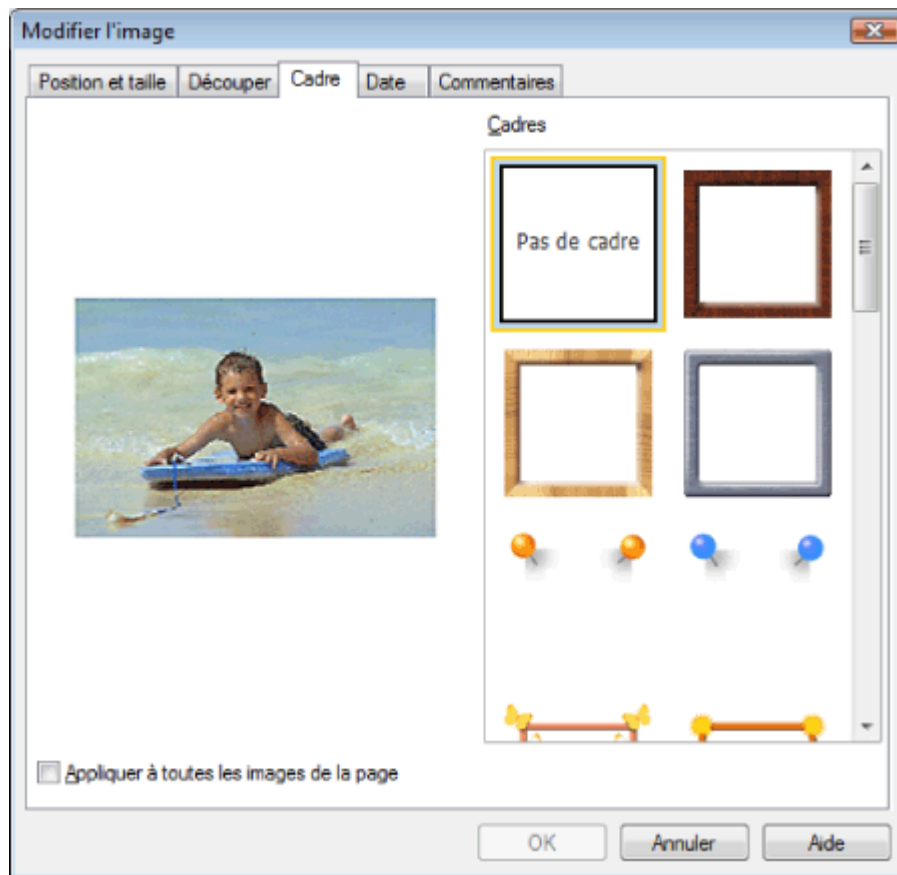 Modifier l'image
Position et taille Découper Cadre Date Commentaires
Cadres
Pas de cadre
Appliquer à toutes les images de la page
OK Annuler Aide